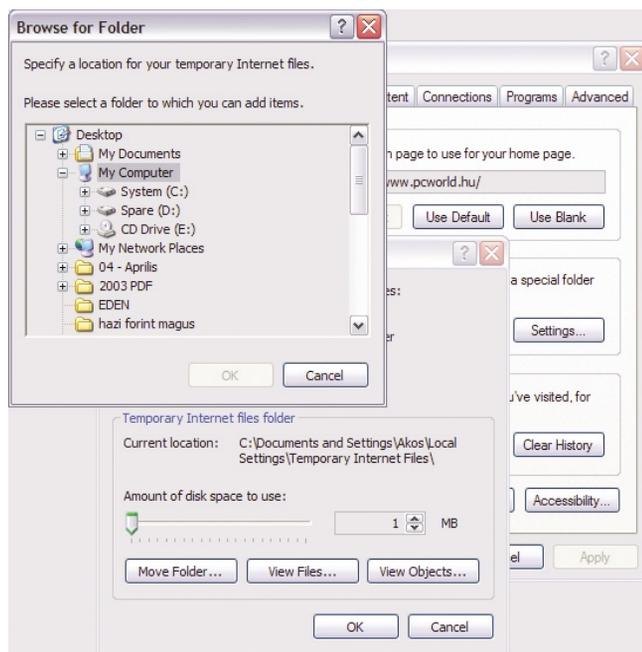 Browse for Folder
Specify a location for your temporary Internet files.
Please select a folder to which you can add items.
Desktop
My Documents
My Computer
System (C:)
Spare (D:)
CD Drive (E:)
My Network Places
04 - Aprilis
2003 PDF
EDEN
hazi forint magus
OK
Cancel
Connections
Programs
Advanced
page to use for your home page.
www.pcworld.hu/
Use Default
Use Blank
a special folder
Settings...
you've visited, for
Clear History
Accessibility...
Apply
Temporary Internet files folder
Current location:
C:\Documents and Settings\Akos\Local
Settings\Temporary Internet Files\
Amount of disk space to use:
1
MB
Move Folder...
View Files...
View Objects...
OK
Cancel